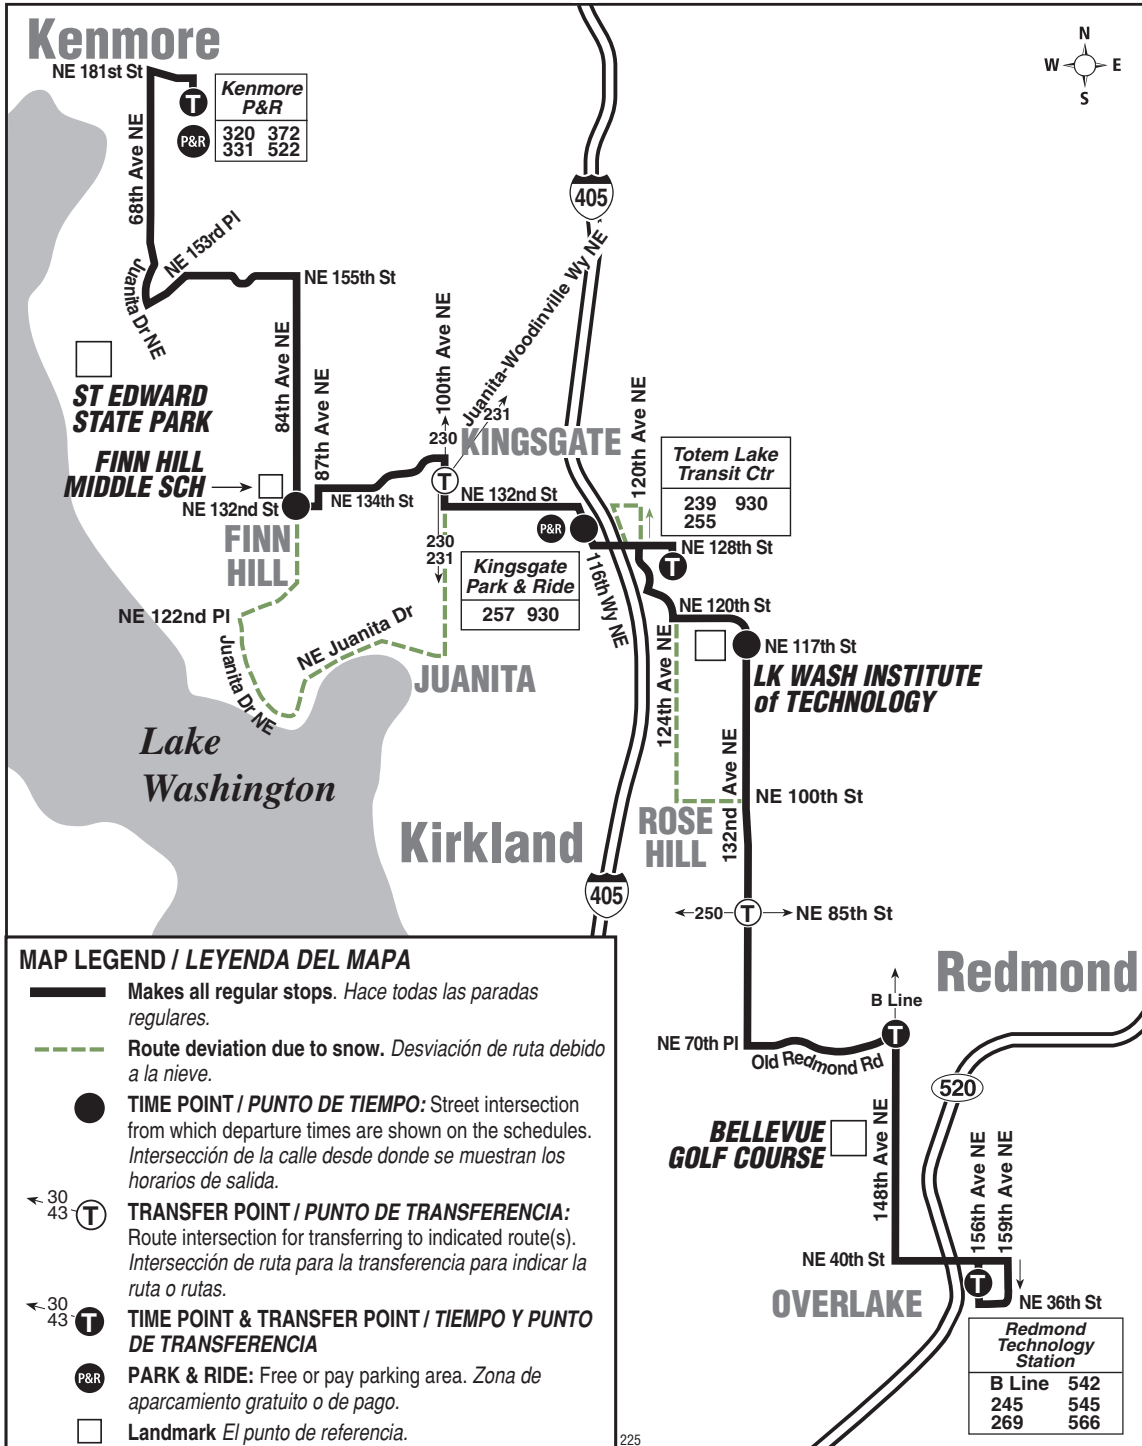 Kenmore
NE 181st St
Kenmore
P&R
320 372
331 522
T
P&R
68th Ave NE
N
W E
S
405
NE 153rd Pl
Juanita Dr NE
NE 155th St
84th Ave NE
87th Ave NE
100th Ave NE
Juanita-Woodinville Wy NE
231
230
KINGSGATE
ST EDWARD
STATE PARK
FINN HILL
MIDDLE SCH
NE 132nd St
NE 134th St
T
NE 132nd St
120th Ave NE
Totem Lake
Transit Ctr
239 930
255
FINN
HILL
230
231
P&R
NE 128th St
T
Kingsgate
Park & Ride
257 930
116th Wy NE
NE 122nd Pl
Juanita Dr NE
NE Juanita Dr
JUANITA
NE 120th St
124th Ave NE
NE 117th St
LK WASH INSTITUTE
of TECHNOLOGY
Lake
Washington
132nd Ave NE
NE 100th St
ROSE
HILL
Kirkland
405
250
T
NE 85th St
Redmond
B Line
T
NE 70th Pl
Old Redmond Rd
520
BELLEVUE
GOLF COURSE
148th Ave NE
156th Ave NE
159th Ave NE
NE 40th St
T
OVERLAKE
NE 36th St
Redmond
Technology
Station
B Line 542
245 545
269 566
MAP LEGEND / LEYENDA DEL MAPA
Makes all regular stops. Hace todas las paradas
regulares.
Route deviation due to snow. Desviación de ruta debido
a la nieve.
TIME POINT / PUNTO DE TIEMPO: Street intersection
from which departure times are shown on the schedules.
Intersección de la calle desde donde se muestran los
horarios de salida.
30
43
T
TRANSFER POINT / PUNTO DE TRANSFERENCIA:
Route intersection for transferring to indicated route(s).
Intersección de ruta para la transferencia para indicar la
ruta o rutas.
30
43
T
TIME POINT & TRANSFER POINT / TIEMPO Y PUNTO
DE TRANSFERENCIA
P&R
PARK & RIDE: Free or pay parking area. Zona de
aparcamiento gratuito o de pago.
Landmark El punto de referencia.
225